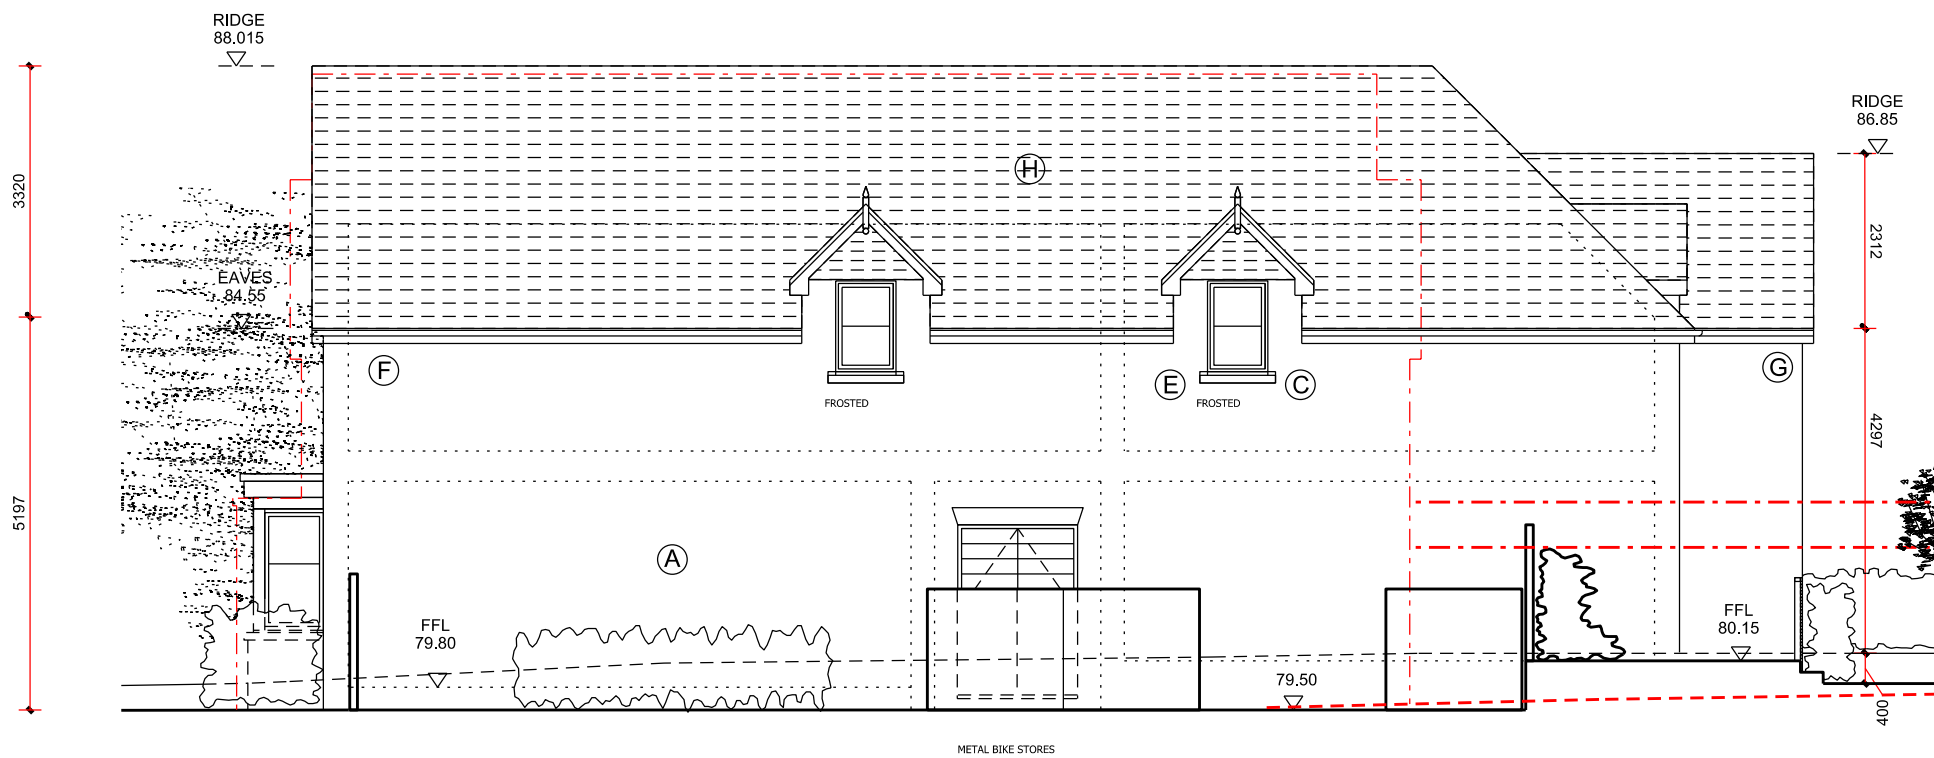 RIDGE
88.015
RIDGE
86.85
3320
H
2312
EAVES
84.55
F
E
C
G
FROSTED
FROSTED
4297
5197
A
FFL
79.80
FFL
80.15
79.50
400
METAL BIKE STORES